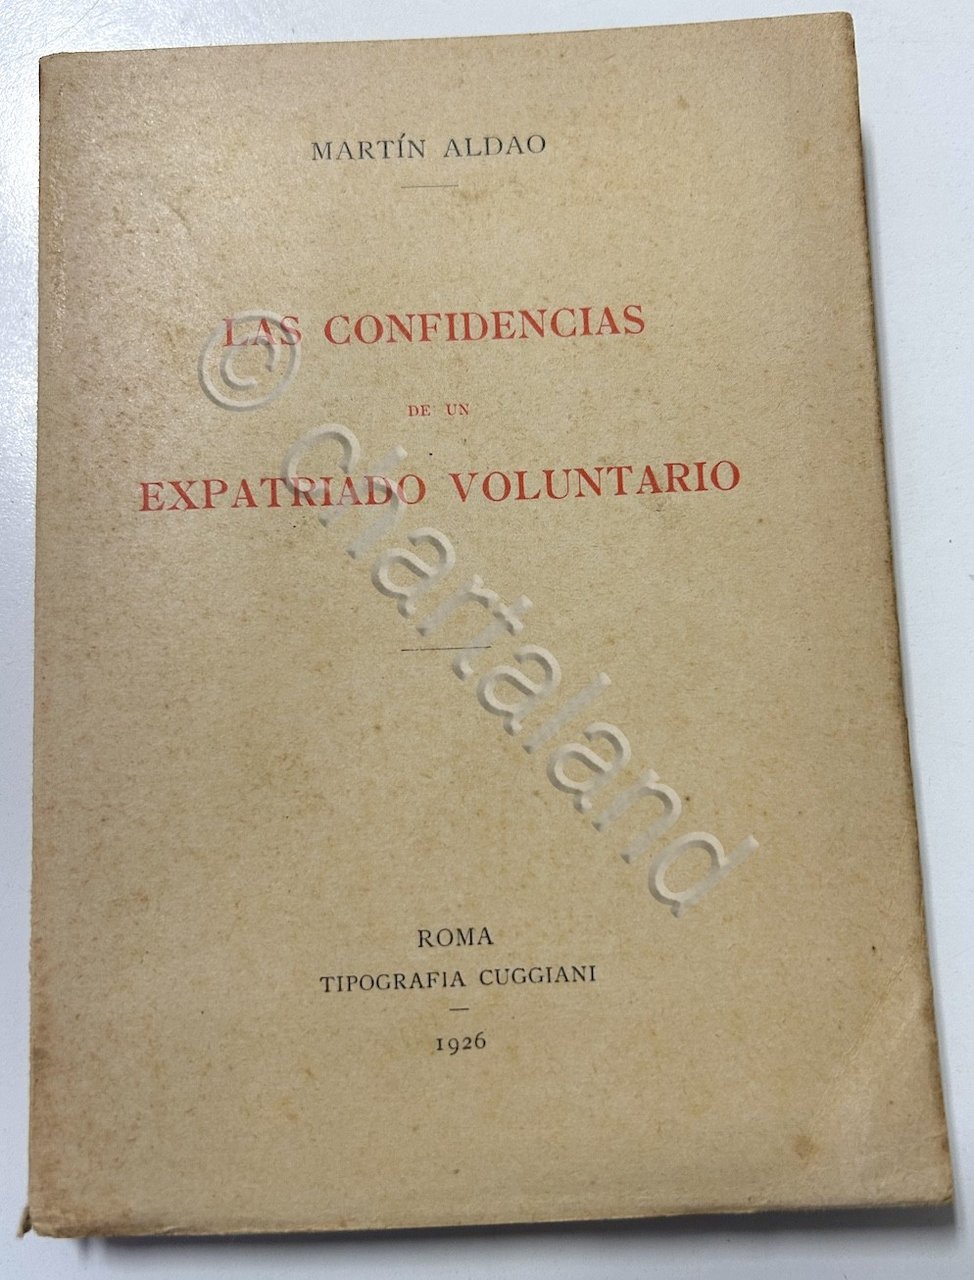 MARTÍN ALDAO
LAS CONFIDENCIAS
DE UN
EXPATRIADO VOLUNTARIO
© chartaland
ROMA
TIPOGRAFIA CUGGIANI
1926